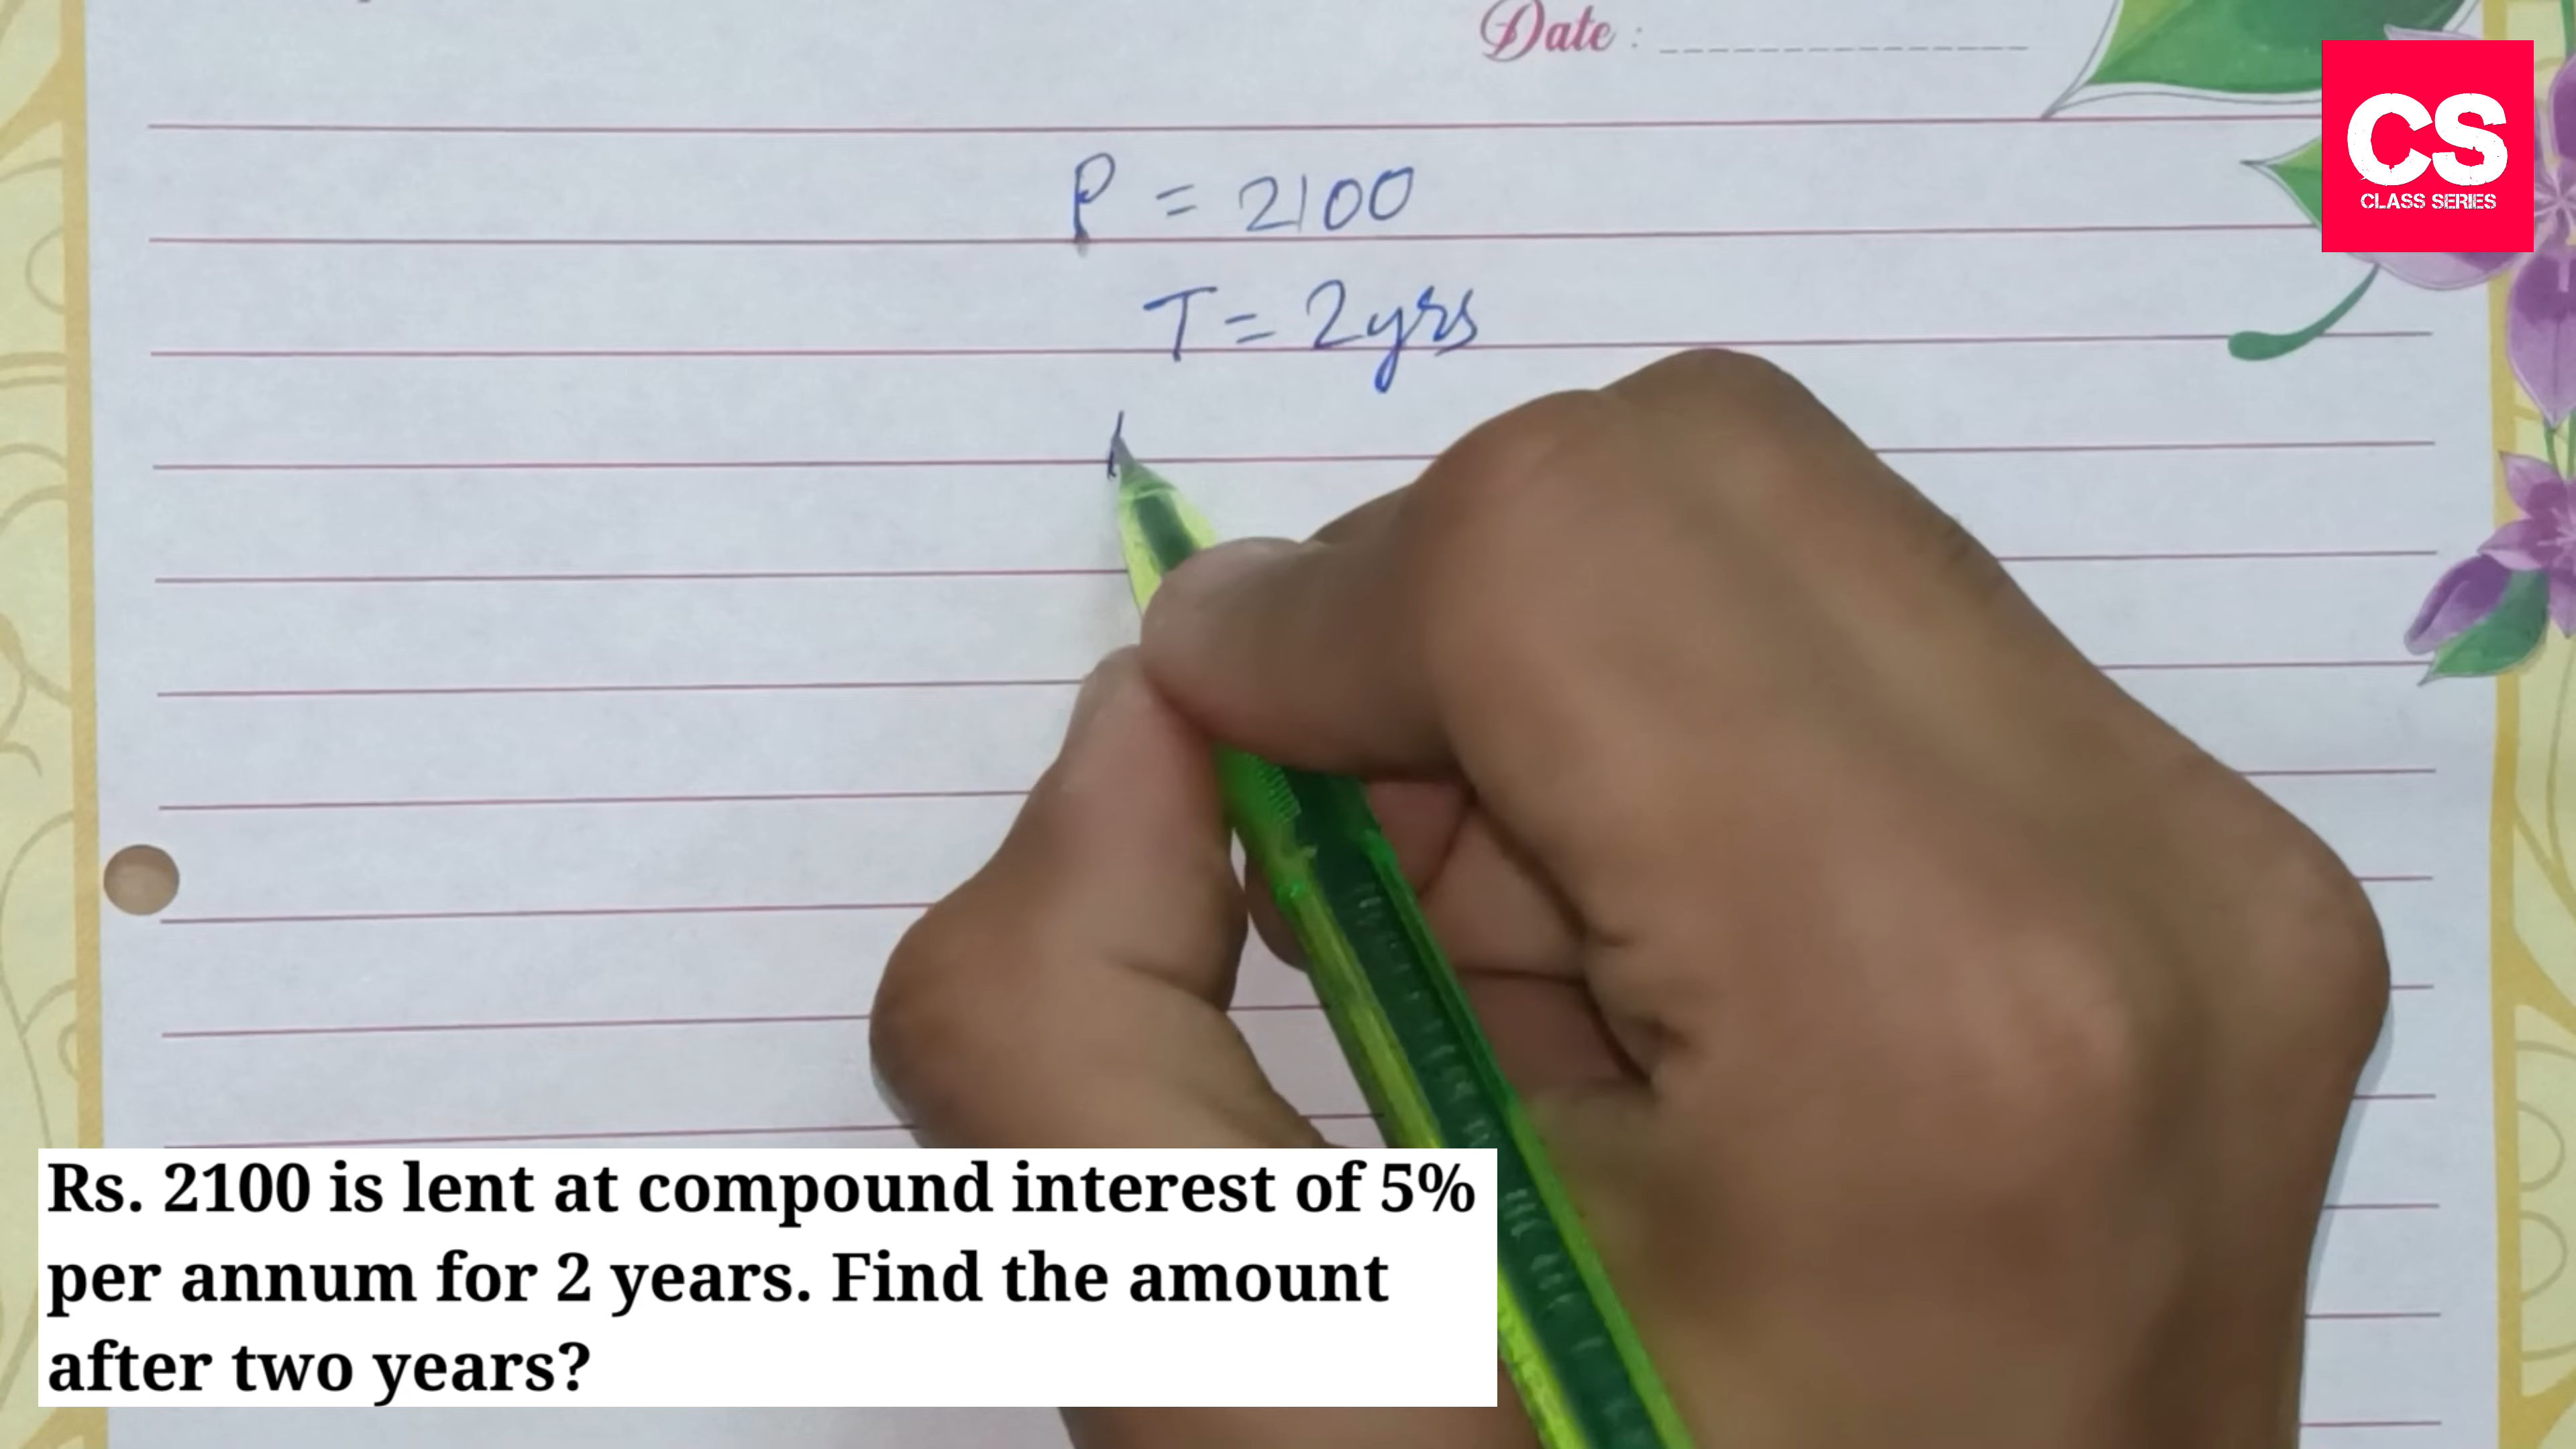 Date :
CS
CLASS SERIES
P = 2100
T = 2yrs
Rs. 2100 is lent at compound interest of 5%
per annum for 2 years. Find the amount
after two years?